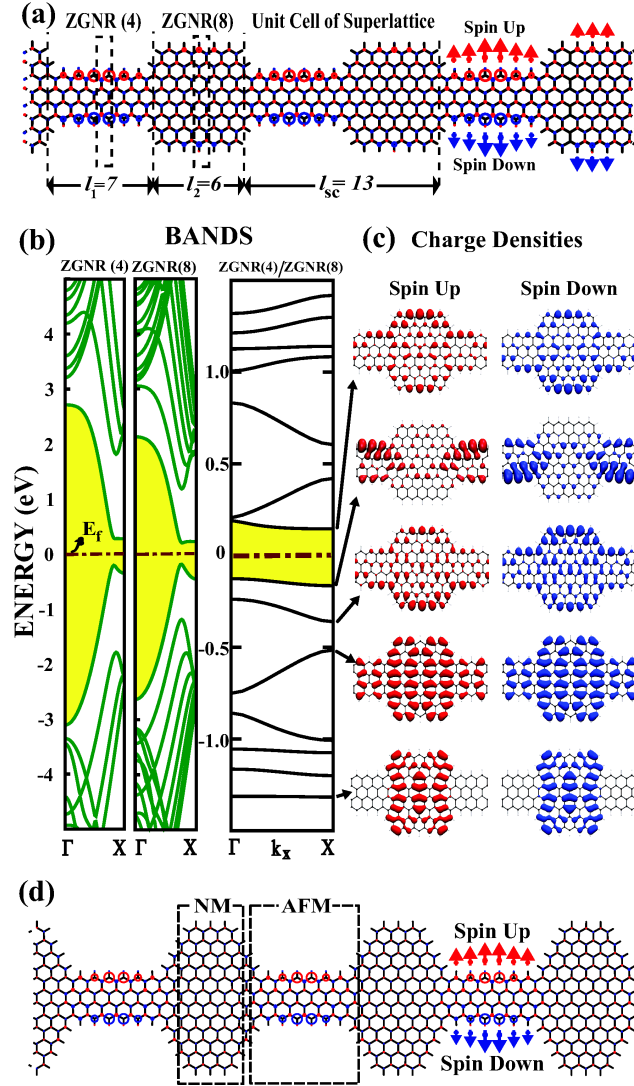 (a) ZGNR (4) ZGNR(8) Unit Cell of Superlattice Spin Up
Spin Down
l1=7 l2=6 lsc= 13
(b) BANDS (c) Charge Densities
ZGNR (4) ZGNR(8) ZGNR(4)/ZGNR(8)
Spin Up Spin Down
ENERGY (eV)
4
3
2
1
0
-1
-2
-3
-4
Ef
1.0
0.5
0
-0.5
-1.0
Γ X Γ X Γ kx X
(d) NM AFM Spin Up
Spin Down